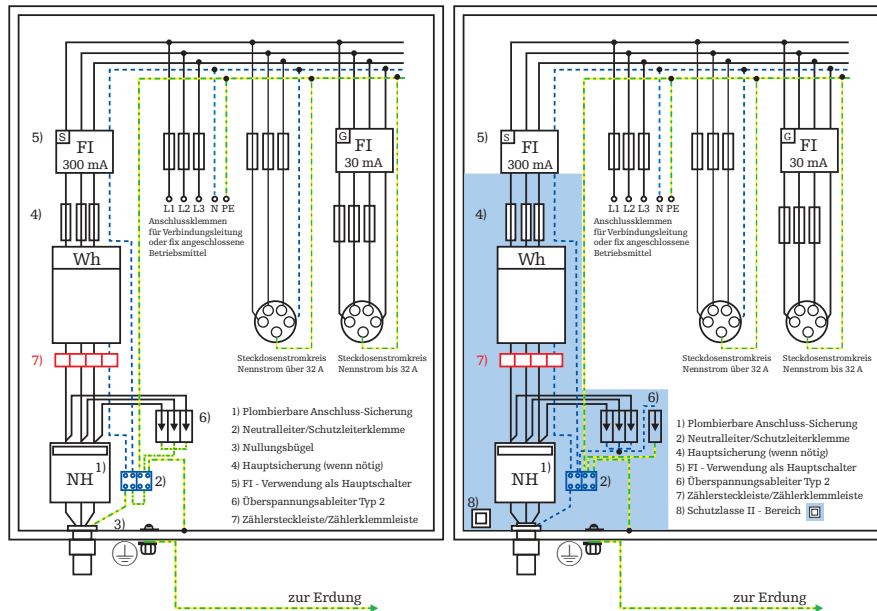 5)
S
FI
300 mA
G
FI
30 mA
4)
L1 L2 L3 N PE
Anschlussklemmen
für Verbindungsleitung
oder fix angeschlossene
Betriebsmittel
Wh
7)
Steckdosenstromkreis
Nennstrom über 32 A
Steckdosenstromkreis
Nennstrom bis 32 A
6)
NH
1)
2)
3)
1) Plombierbare Anschluss-Sicherung
2) Neutralleiter/Schutzleiterklemme
3) Nullungsbügel
4) Hauptsicherung (wenn nötig)
5) FI - Verwendung als Hauptschalter
6) Überspannungsableiter Typ 2
7) Zählersteckleiste/Zählerklemmleiste
zur Erdung
5)
S
FI
300 mA
G
FI
30 mA
4)
L1 L2 L3 N PE
Anschlussklemmen
für Verbindungsleitung
oder fix angeschlossene
Betriebsmittel
Wh
7)
Steckdosenstromkreis
Nennstrom über 32 A
Steckdosenstromkreis
Nennstrom bis 32 A
6)
NH
1)
2)
8)
1) Plombierbare Anschluss-Sicherung
2) Neutralleiter/Schutzleiterklemme
4) Hauptsicherung (wenn nötig)
5) FI - Verwendung als Hauptschalter
6) Überspannungsableiter Typ 2
7) Zählersteckleiste/Zählerklemmleiste
8) Schutzlasse II - Bereich
zur Erdung